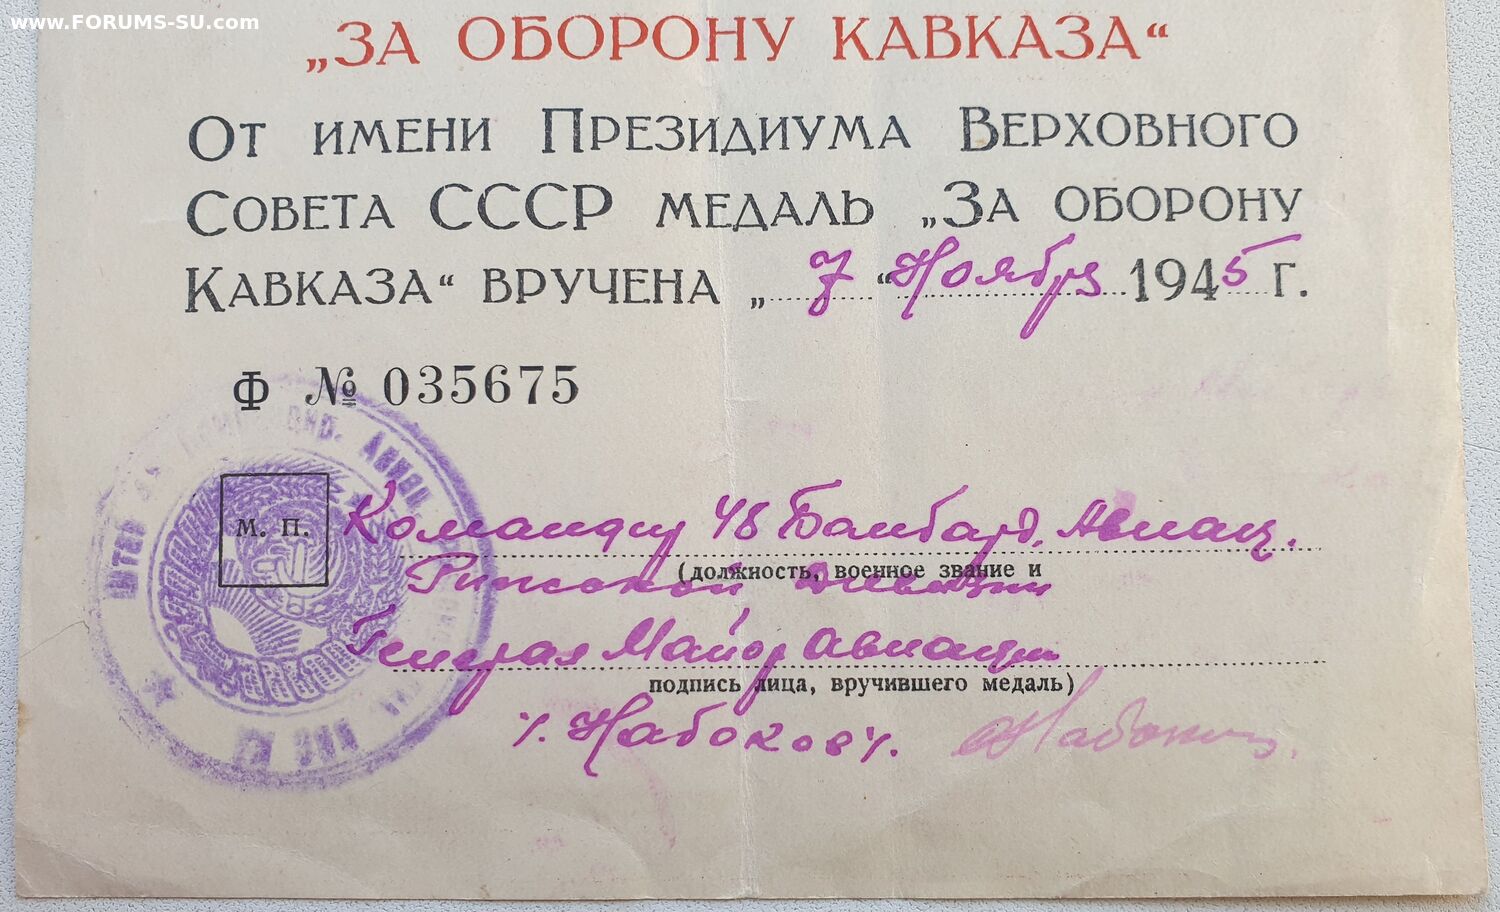 www.FORUMS-SU.com
„ЗА ОБОРОНУ КАВКАЗА“
От имени Президиума Верховного
Совета СССР медаль „За оборону
Кавказа“ вручена „ 7 “ Ноября 1945 г.
Ф № 035675
М. П.
Командир 48 Бомбард. Авиац.
(должность, военное звание и
Рижской дивизии
Генерал Майор Авиации
подпись лица, вручившего медаль)
/. Набоков /.